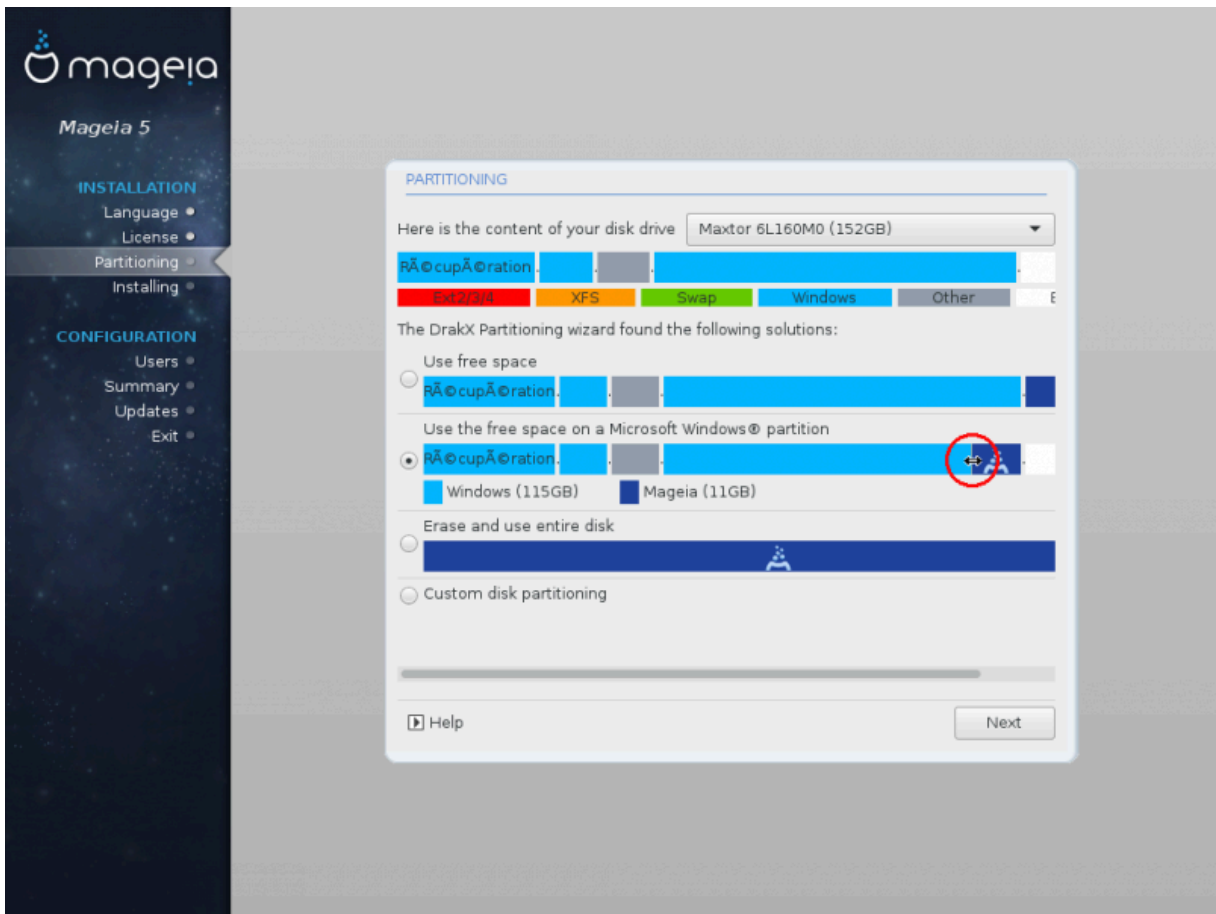 mageia
Mageia 5
INSTALLATION
Language
License
Partitioning
Installing
CONFIGURATION
Users
Summary
Updates
Exit
PARTITIONING
Here is the content of your disk drive Maxtor 6L160M0 (152GB)
RÃ©cupÃ©ration
Ext2/3/4 XFS Swap Windows Other E
The DrakX Partitioning wizard found the following solutions:
Use free space
RÃ©cupÃ©ration
Use the free space on a Microsoft Windows® partition
RÃ©cupÃ©ration
Windows (115GB) Mageia (11GB)
Erase and use entire disk
Custom disk partitioning
Help Next